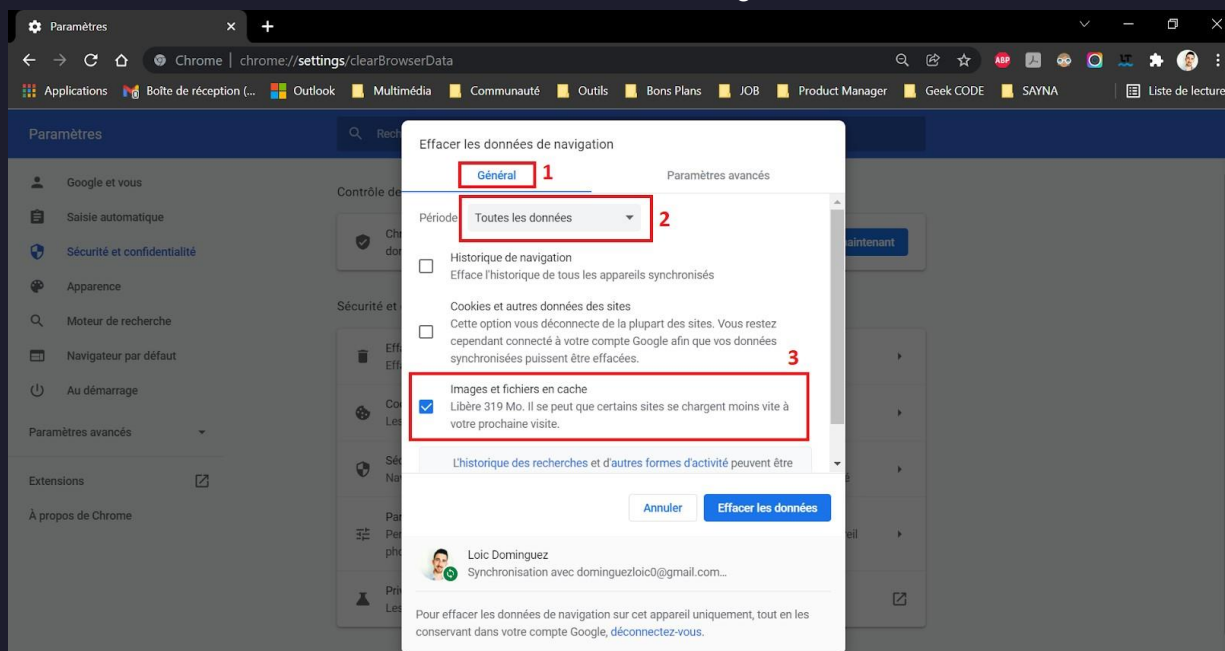 Paramètres
Chrome | chrome://settings/clearBrowserData
ABP
Applications Boîte de réception (... Outlook Multimédia Communauté Outils Bons Plans JOB Product Manager Geek CODE SAYNA Liste de lecture
Paramètres
Rech
Google et vous
Saisie automatique
Sécurité et confidentialité
Apparence
Moteur de recherche
Navigateur par défaut
Au démarrage
Paramètres avancés
Extensions
À propos de Chrome
Contrôle de
maintenant
Sécurité et
Effacer les données de navigation
Général 1 Paramètres avancés
Période Toutes les données 2
Historique de navigation
Efface l'historique de tous les appareils synchronisés
Cookies et autres données des sites
Cette option vous déconnecte de la plupart des sites. Vous restez
cependant connecté à votre compte Google afin que vos données
synchronisées puissent être effacées.
3
Images et fichiers en cache
Libère 319 Mo. Il se peut que certains sites se chargent moins vite à
votre prochaine visite.
L'historique des recherches et d'autres formes d'activité peuvent être
Annuler Effacer les données
Loic Dominguez
Synchronisation avec dominguezloic0@gmail.com...
Pour effacer les données de navigation sur cet appareil uniquement, tout en les
conservant dans votre compte Google, déconnectez-vous.